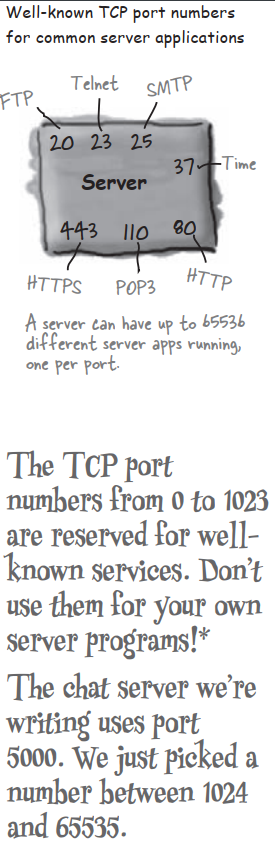 Well-known TCP port numbers
for common server applications
FTP Telnet SMTP
20 23 25
37 Time
Server
443 110 80
HTTPS POP3 HTTP
A server can have up to 65536
different server apps running,
one per port.
The TCP port
numbers from 0 to 1023
are reserved for well-
known services. Don't
use them for your own
server programs!*
The chat server we're
writing uses port
5000. We just picked a
number between 1024
and 65535.